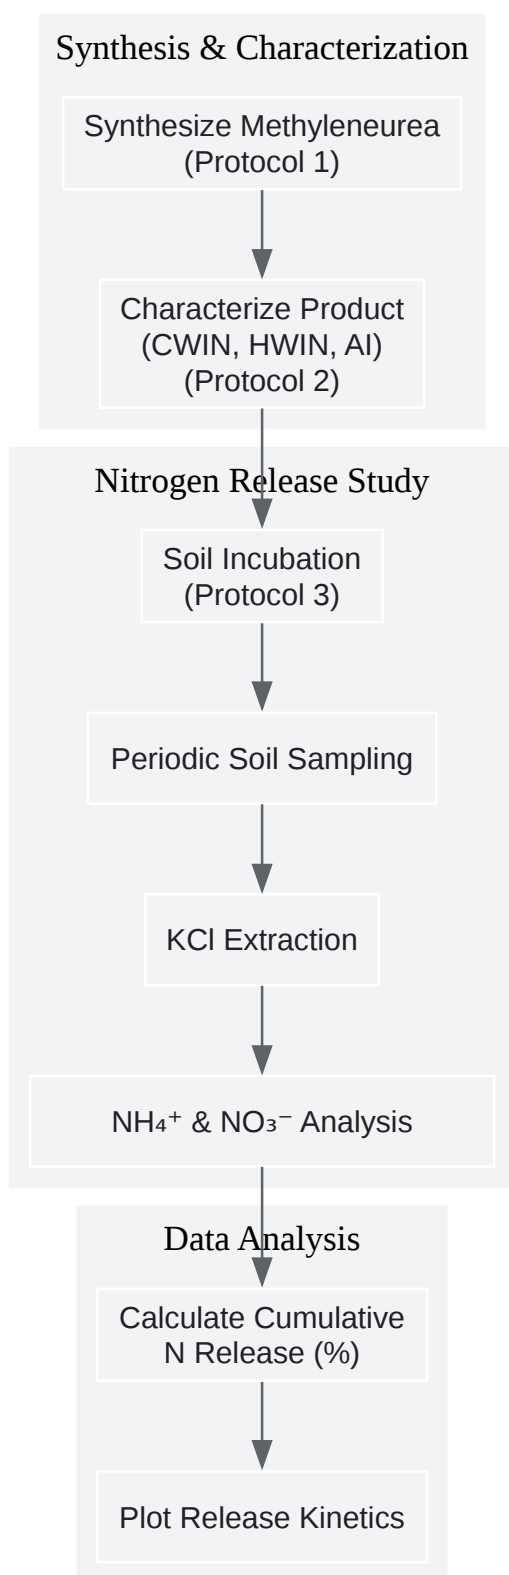 Synthesis & Characterization
Synthesize Methyleneurea
(Protocol 1)
Characterize Product
(CWIN, HWIN, AI)
(Protocol 2)
Nitrogen Release Study
Soil Incubation
(Protocol 3)
Periodic Soil Sampling
KCl Extraction
NH₄⁺ & NO₃⁻ Analysis
Data Analysis
Calculate Cumulative
N Release (%)
Plot Release Kinetics